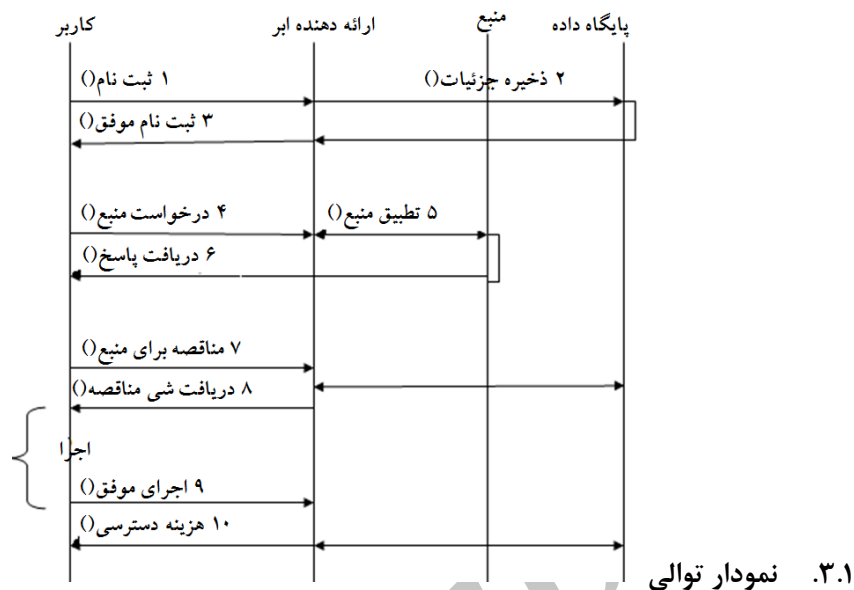 کاربر
ارائه دهنده ابر
منبع
پایگاه داده
۱ ثبت نام()
۲ ذخیره جزئیات()
۳ ثبت نام موفق()
۴ درخواست منبع()
۵ تطبیق منبع()
۶ دریافت پاسخ()
۷ مناقصه برای منبع()
۸ دریافت شی مناقصه()
اجرا
۹ اجرای موفق()
۱۰ هزینه دسترسی()
۳.۱. نمودار توالی